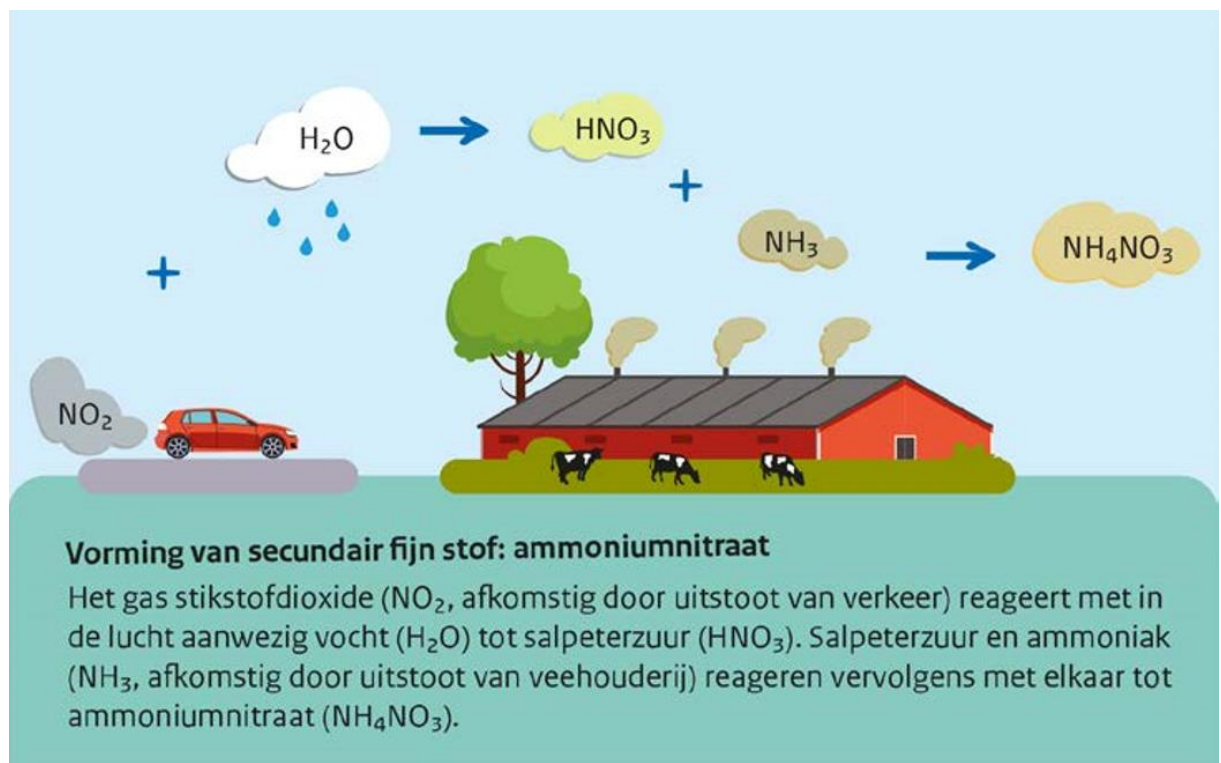 H₂O
HNO₃
NH₃
NH₄NO₃
NO₂
Vorming van secundair fijn stof: ammoniumnitraat
Het gas stikstofdioxide (NO₂, afkomstig door uitstoot van verkeer) reageert met in
de lucht aanwezig vocht (H₂O) tot salpeterzuur (HNO₃). Salpeterzuur en ammoniak
(NH₃, afkomstig door uitstoot van veehouderij) reageren vervolgens met elkaar tot
ammoniumnitraat (NH₄NO₃).